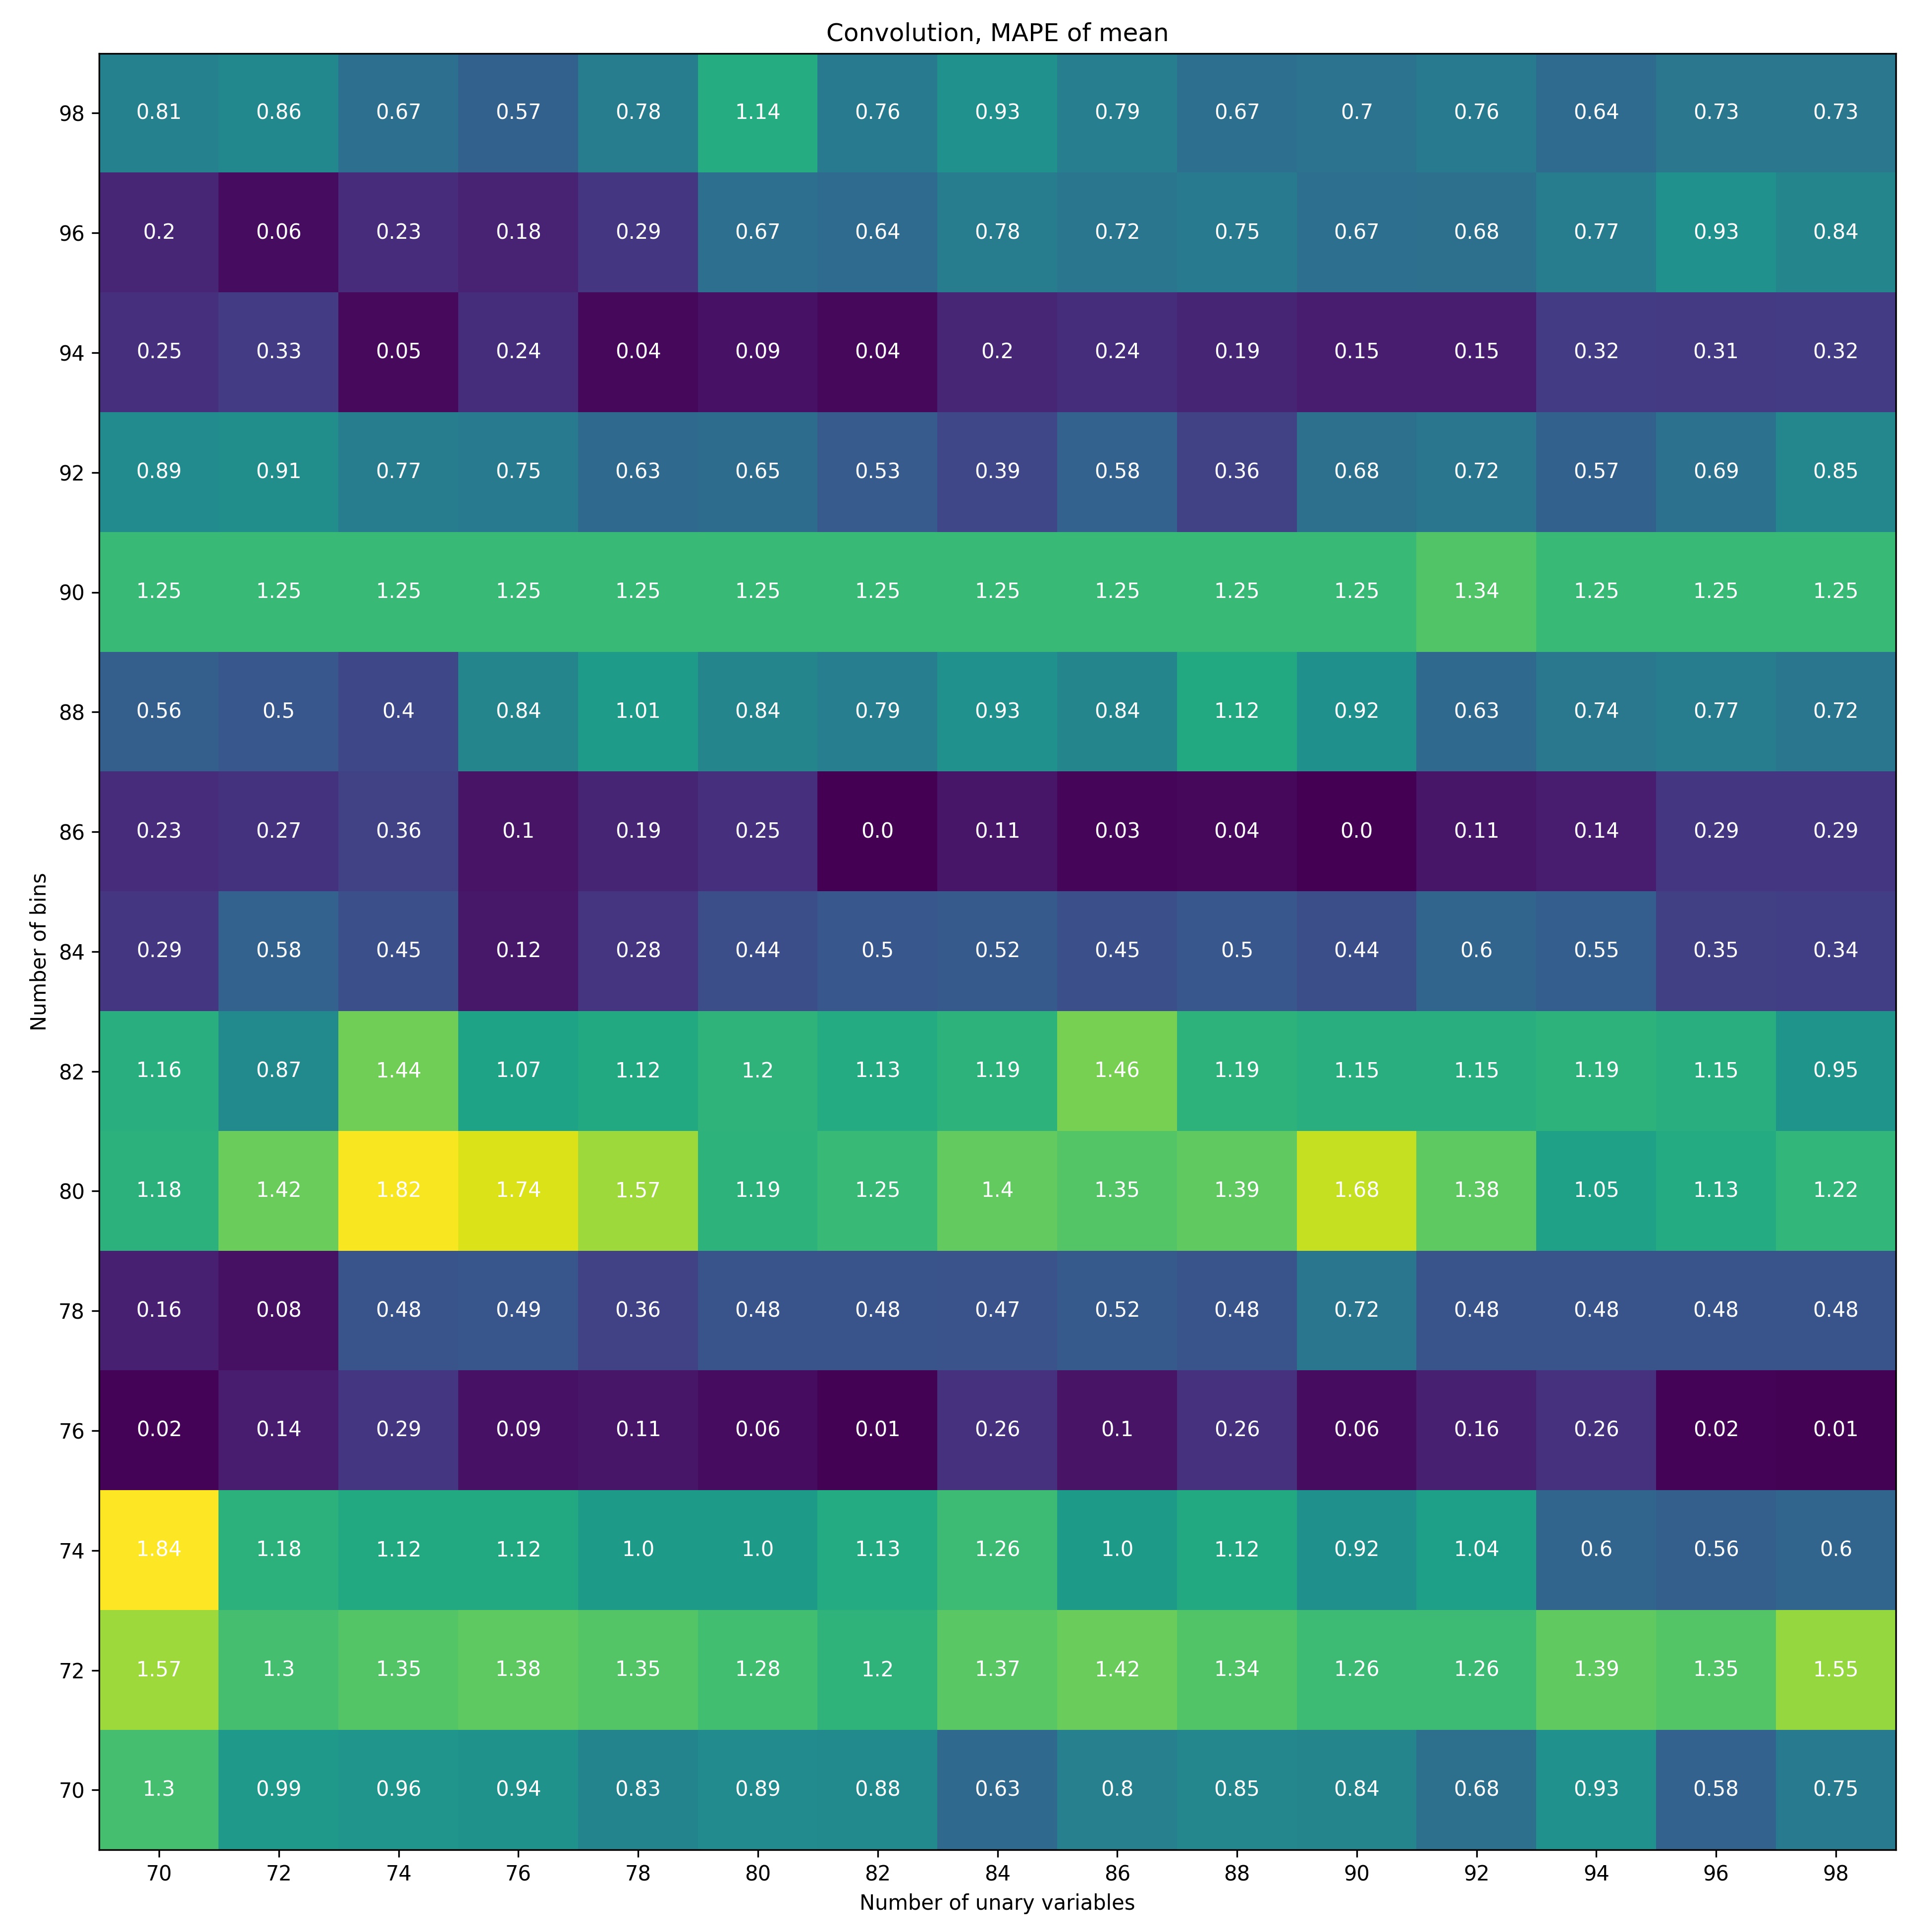 Convolution, MAPE of mean
98 0.81 0.86 0.67 0.57 0.78 1.14 0.76 0.93 0.79 0.67 0.7 0.76 0.64 0.73 0.73
96 0.2 0.06 0.23 0.18 0.29 0.67 0.64 0.78 0.72 0.75 0.67 0.68 0.77 0.93 0.84
94 0.25 0.33 0.05 0.24 0.04 0.09 0.04 0.2 0.24 0.19 0.15 0.15 0.32 0.31 0.32
92 0.89 0.91 0.77 0.75 0.63 0.65 0.53 0.39 0.58 0.36 0.68 0.72 0.57 0.69 0.85
90 1.25 1.25 1.25 1.25 1.25 1.25 1.25 1.25 1.25 1.25 1.25 1.34 1.25 1.25 1.25
88 0.56 0.5 0.4 0.84 1.01 0.84 0.79 0.93 0.84 1.12 0.92 0.63 0.74 0.77 0.72
86 0.23 0.27 0.36 0.1 0.19 0.25 0.0 0.11 0.03 0.04 0.0 0.11 0.14 0.29 0.29
Number of bins
84 0.29 0.58 0.45 0.12 0.28 0.44 0.5 0.52 0.45 0.5 0.44 0.6 0.55 0.35 0.34
82 1.16 0.87 1.44 1.07 1.12 1.2 1.13 1.19 1.46 1.19 1.15 1.15 1.19 1.15 0.95
80 1.18 1.42 1.82 1.74 1.57 1.19 1.25 1.4 1.35 1.39 1.68 1.38 1.05 1.13 1.22
78 0.16 0.08 0.48 0.49 0.36 0.48 0.48 0.47 0.52 0.48 0.72 0.48 0.48 0.48 0.48
76 0.02 0.14 0.29 0.09 0.11 0.06 0.01 0.26 0.1 0.26 0.06 0.16 0.26 0.02 0.01
74 1.84 1.18 1.12 1.12 1.0 1.0 1.13 1.26 1.0 1.12 0.92 1.04 0.6 0.56 0.6
72 1.57 1.3 1.35 1.38 1.35 1.28 1.2 1.37 1.42 1.34 1.26 1.26 1.39 1.35 1.55
70 1.3 0.99 0.96 0.94 0.83 0.89 0.88 0.63 0.8 0.85 0.84 0.68 0.93 0.58 0.75
70 72 74 76 78 80 82 84 86 88 90 92 94 96 98
Number of unary variables